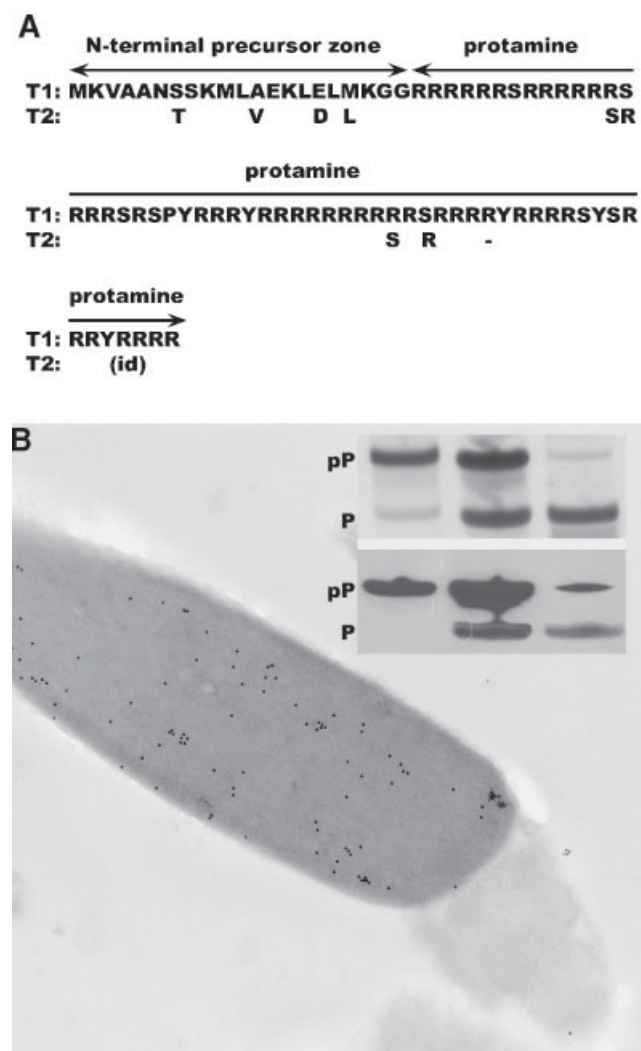 A
N-terminal precursor zone protamine
T1: MKVAANSSKMLAEKLELMKGGRRRRRRSRRRRRRS
T2: T V D L SR
protamine
T1: RRRSRSPYRRRYRRRRRRRRRRSRRRRYRRRRSYSR
T2: S R -
protamine
T1: RRYRRRR
T2: (id)
B
pP
P
pP
P